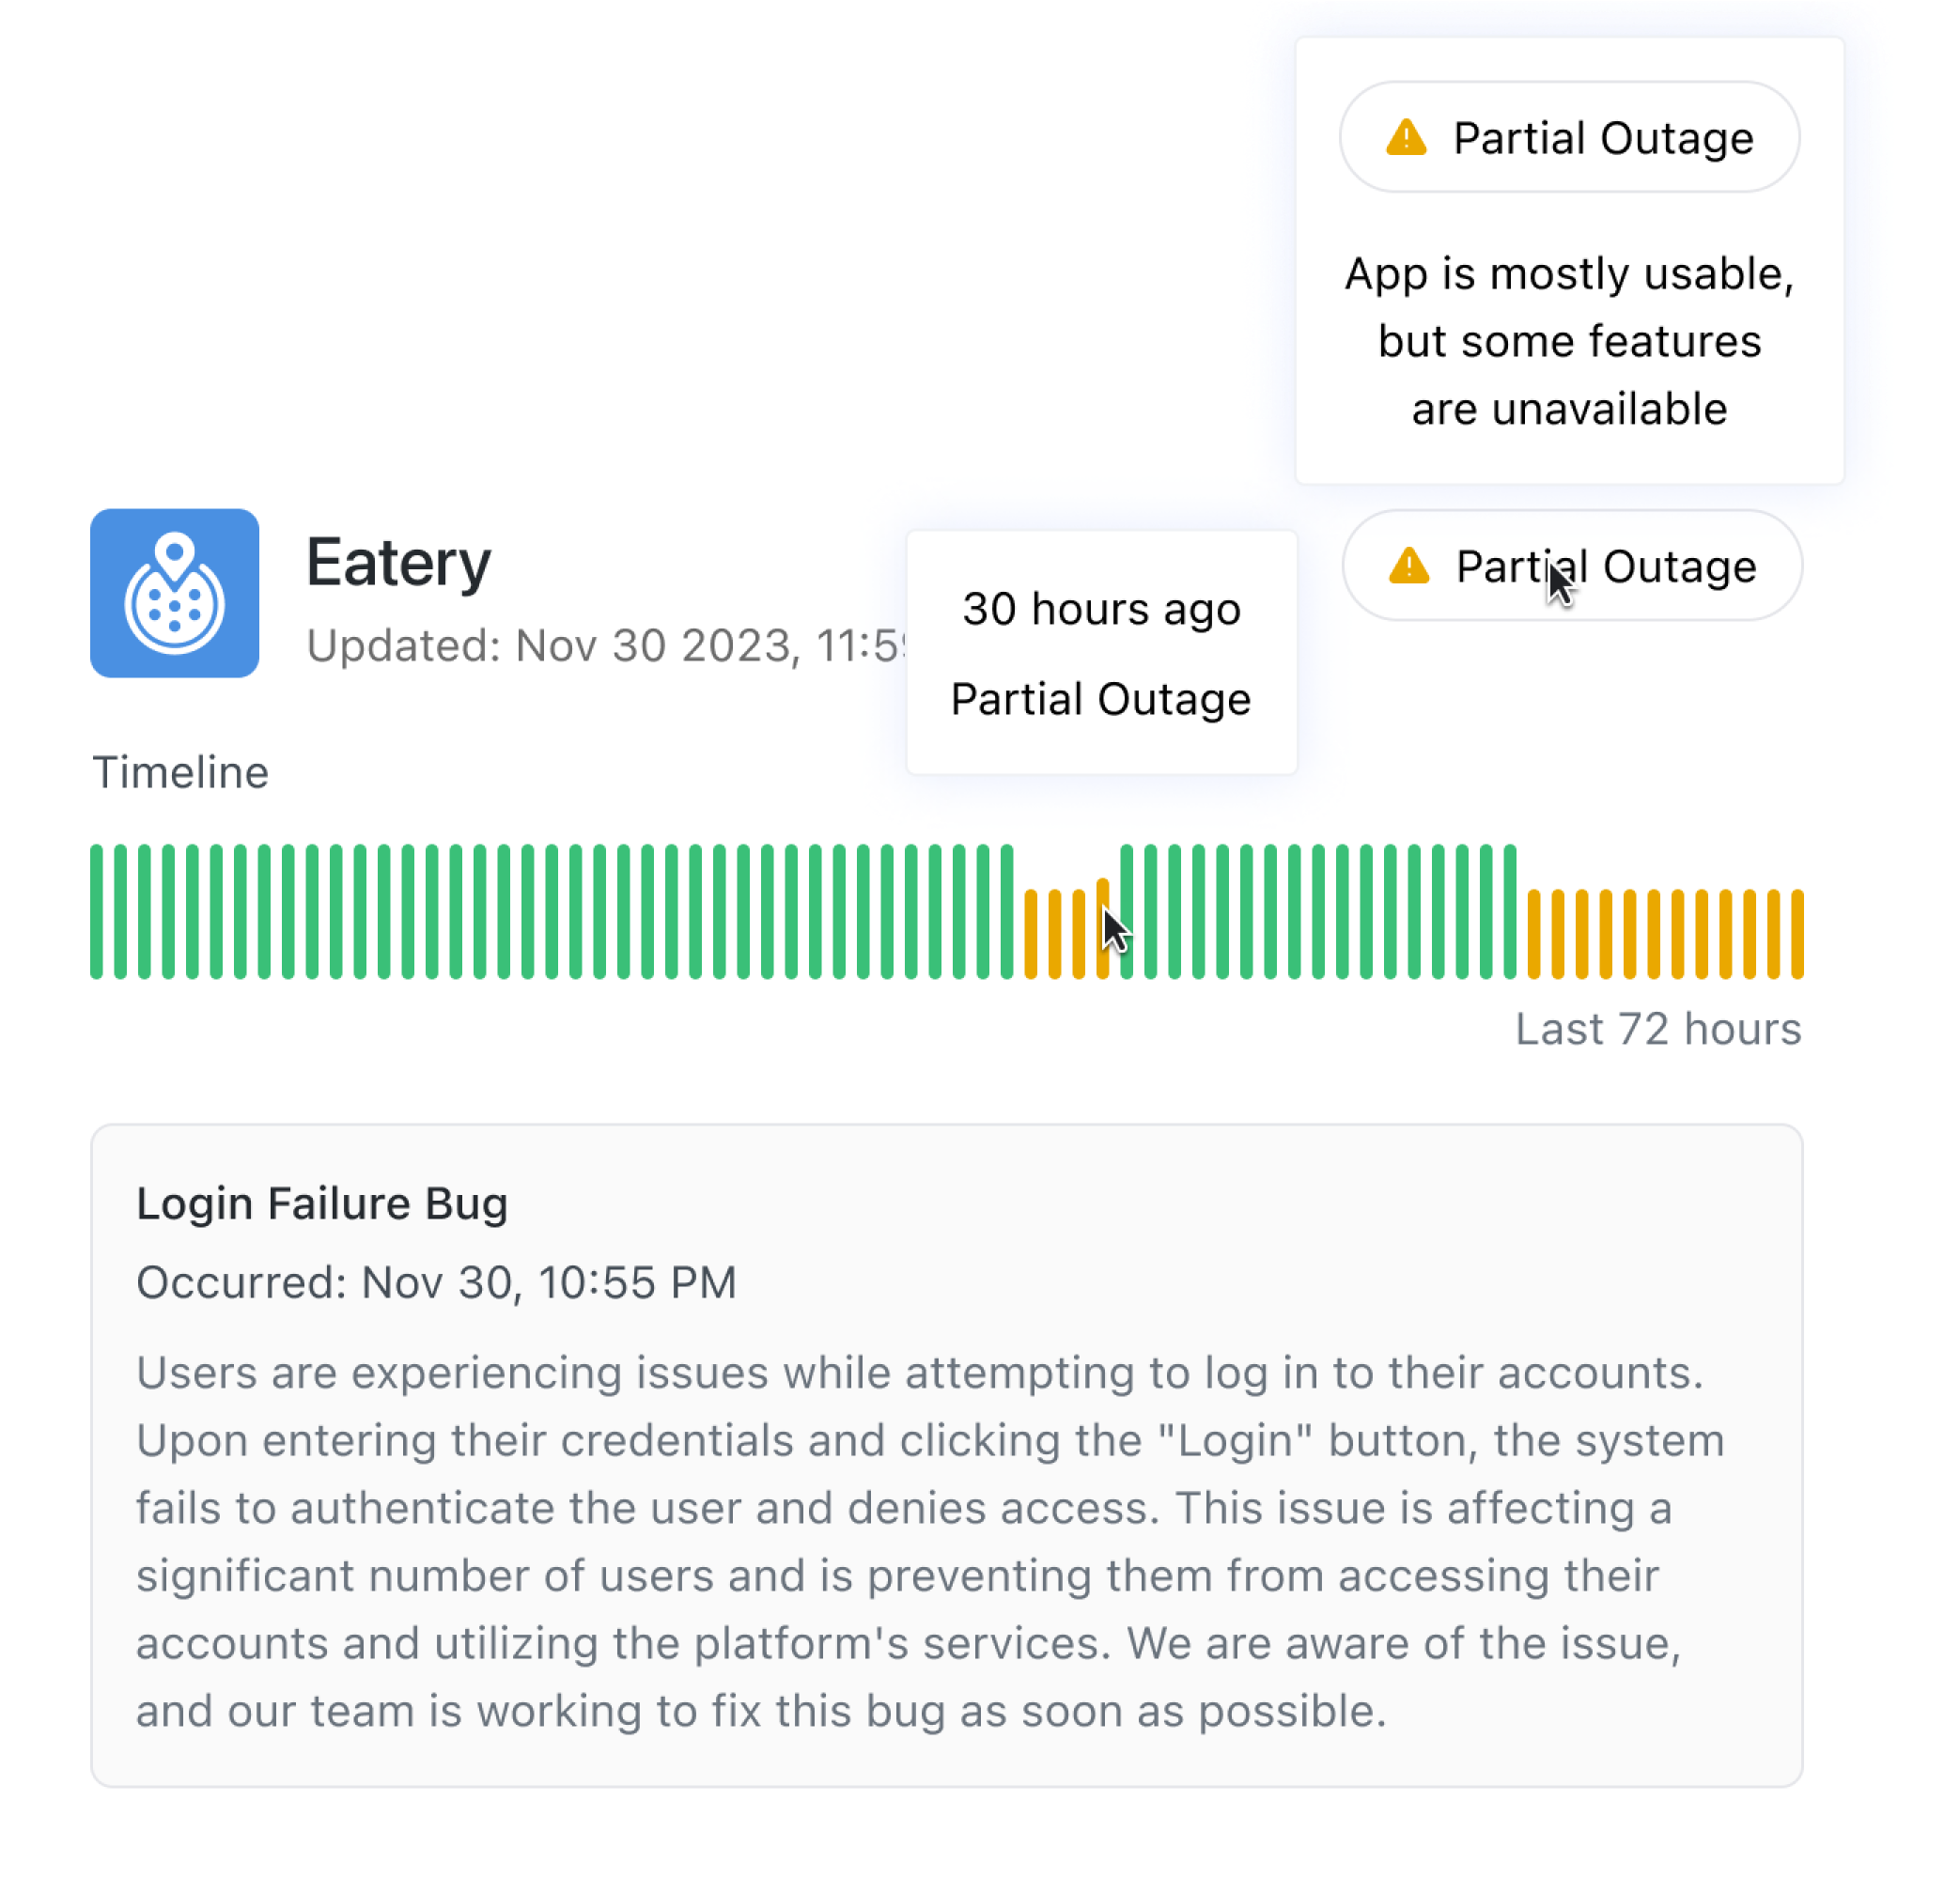 Partial Outage
App is mostly usable,
but some features
are unavailable
Eatery
Updated: Nov 30 2023,
30 hours ago
Partial Outage
Partial Outage
Timeline
Last 72 hours
Login Failure Bug
Occurred: Nov 30, 10:55 PM
Users are experiencing issues while attempting to log in to their accounts.
Upon entering their credentials and clicking the "Login" button, the system
fails to authenticate the user and denies access. This issue is affecting a
significant number of users and is preventing them from accessing their
accounts and utilizing the platform's services. We are aware of the issue,
and our team is working to fix this bug as soon as possible.